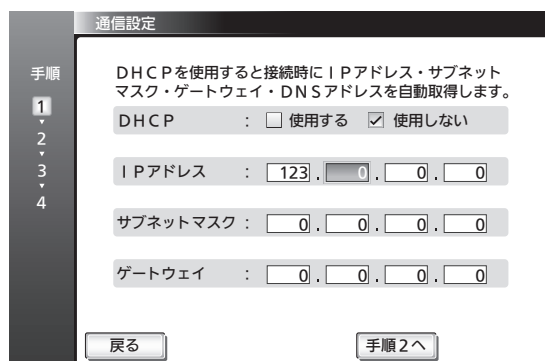 通信設定
手順
1
2
3
4
DHCPを使用すると接続時にIPアドレス・サブネット
マスク・ゲートウェイ・DNSアドレスを自動取得します。
DHCP : 使用する 使用しない
IPアドレス : 123 . 0 . 0 . 0
サブネットマスク : 0 . 0 . 0 . 0
ゲートウェイ : 0 . 0 . 0 . 0
戻る 手順2へ